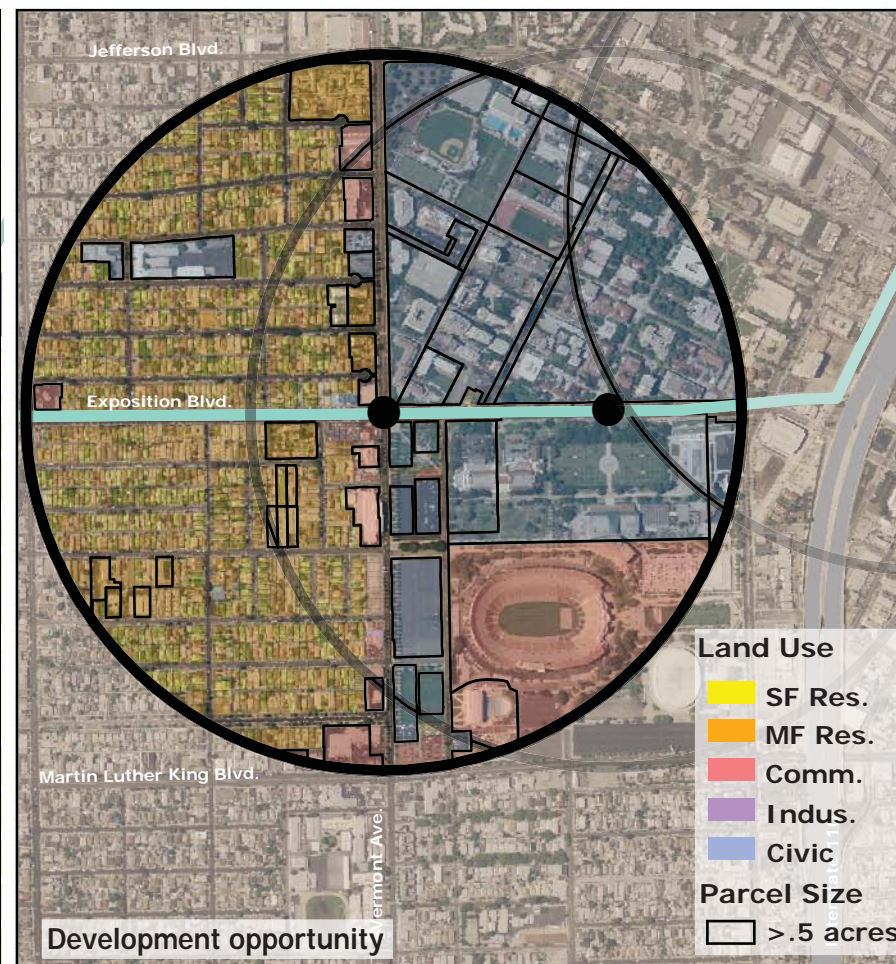 Jefferson Blvd.
Exposition Blvd.
Martin Luther King Blvd.
Vermont Ave.
Development opportunity
Land Use
SF Res.
MF Res.
Comm.
Indus.
Civic
Parcel Size
>.5 acres